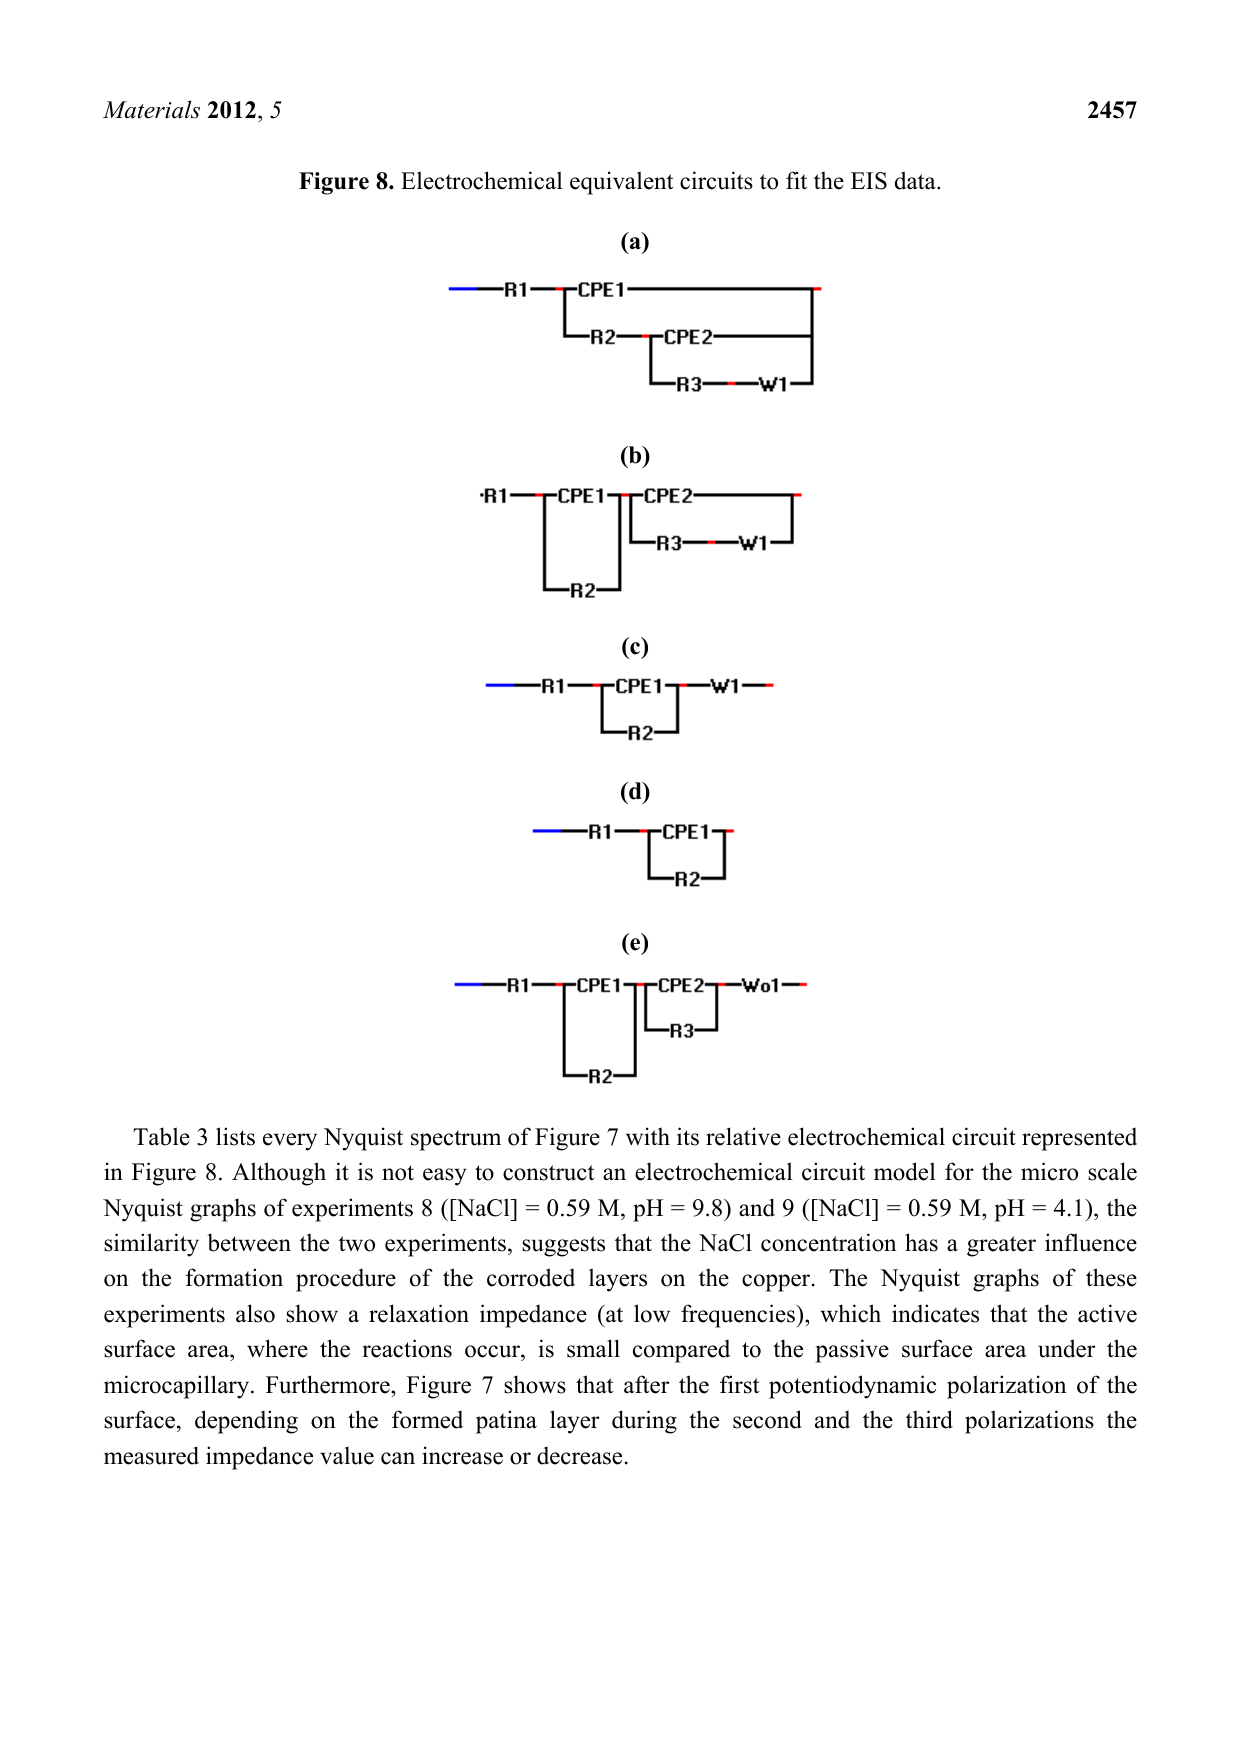 Materials 2012, 5 2457
Figure 8. Electrochemical equivalent circuits to fit the EIS data.
(a)
R1 CPE1
R2 CPE2
R3 W1
(b)
R1 CPE1 CPE2
R3 W1
R2
(c)
R1 CPE1 W1
R2
(d)
R1 CPE1
R2
(e)
R1 CPE1 CPE2 Wo1
R3
R2
Table 3 lists every Nyquist spectrum of Figure 7 with its relative electrochemical circuit represented
in Figure 8. Although it is not easy to construct an electrochemical circuit model for the micro scale
Nyquist graphs of experiments 8 ([NaCl] = 0.59 M, pH = 9.8) and 9 ([NaCl] = 0.59 M, pH = 4.1), the
similarity between the two experiments, suggests that the NaCl concentration has a greater influence
on the formation procedure of the corroded layers on the copper. The Nyquist graphs of these
experiments also show a relaxation impedance (at low frequencies), which indicates that the active
surface area, where the reactions occur, is small compared to the passive surface area under the
microcapillary. Furthermore, Figure 7 shows that after the first potentiodynamic polarization of the
surface, depending on the formed patina layer during the second and the third polarizations the
measured impedance value can increase or decrease.